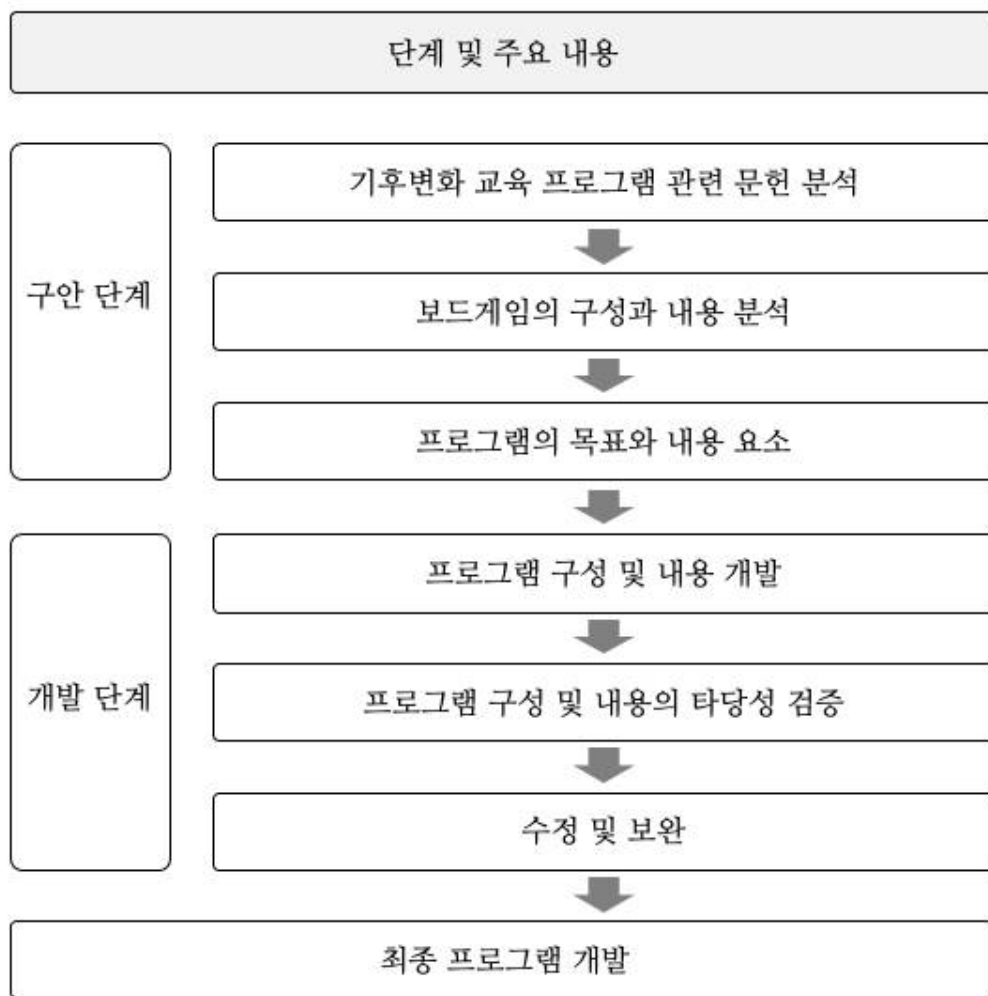 단계 및 주요 내용
구안 단계
기후변화 교육 프로그램 관련 문헌 분석
보드게임의 구성과 내용 분석
프로그램의 목표와 내용 요소
개발 단계
프로그램 구성 및 내용 개발
프로그램 구성 및 내용의 타당성 검증
수정 및 보완
최종 프로그램 개발